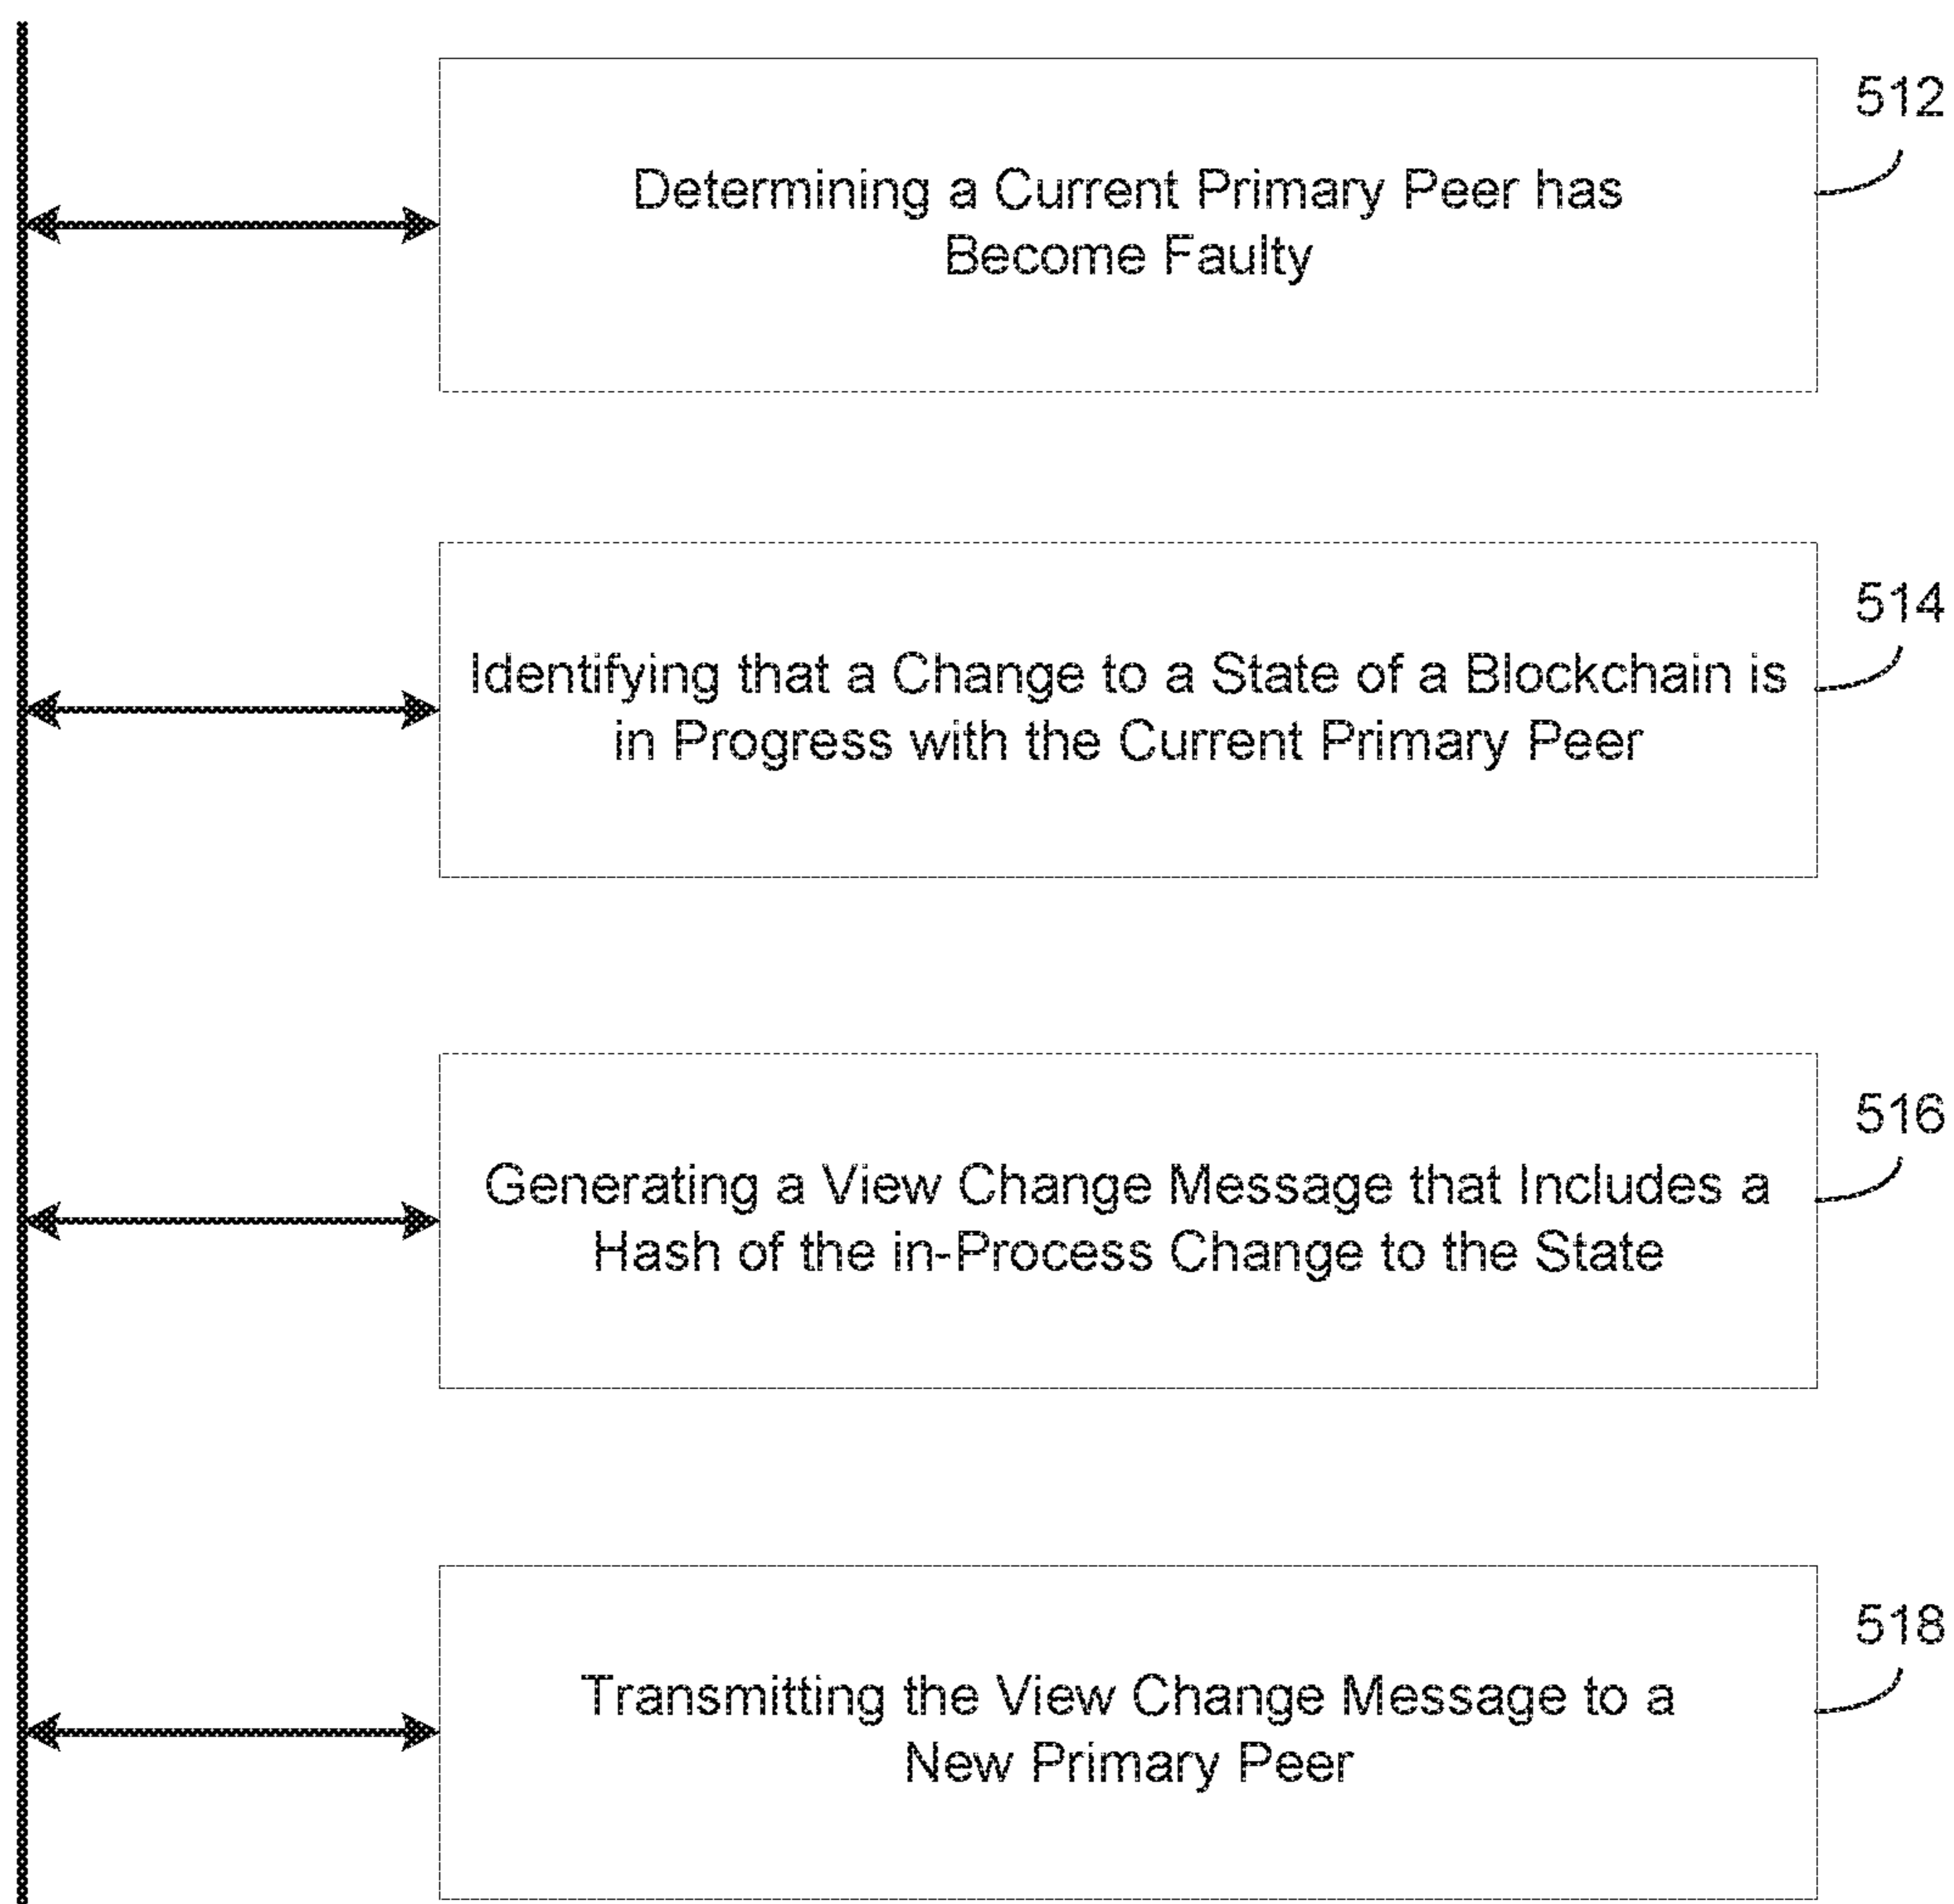 512
Determining a Current Primary Peer has
Become Faulty
514
Identifying that a Change to a State of a Blockchain is
in Progress with the Current Primary Peer
516
Generating a View Change Message that Includes a
Hash of the in-Process Change to the State
518
Transmitting the View Change Message to a
New Primary Peer